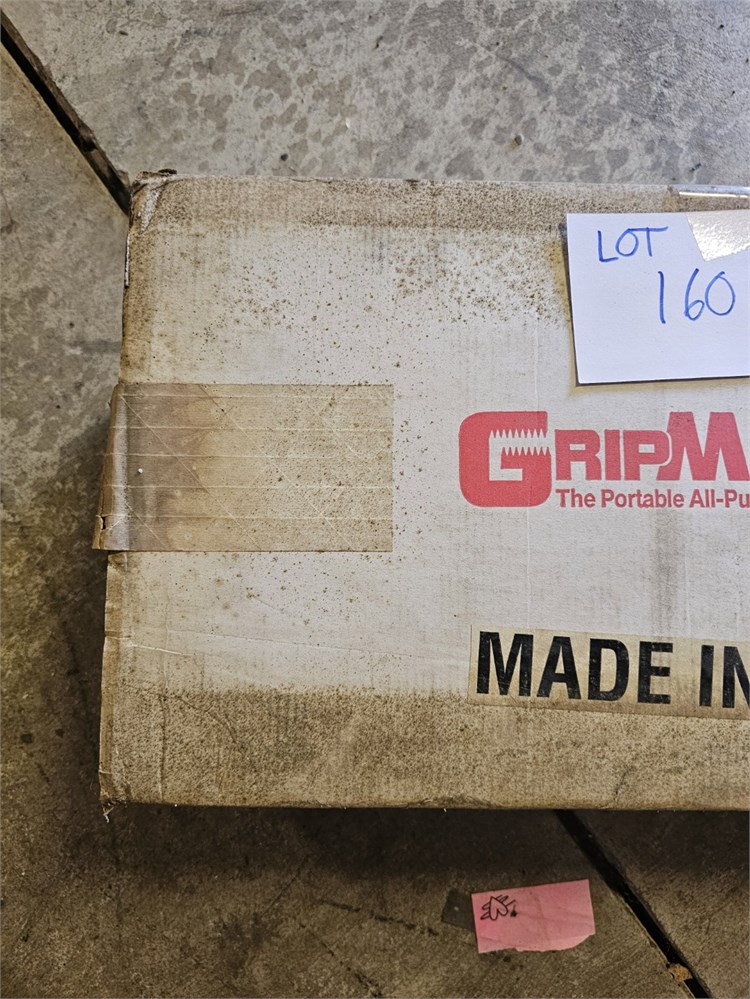 LOT
160
GRIPM
The Portable All-Pu
MADE IN